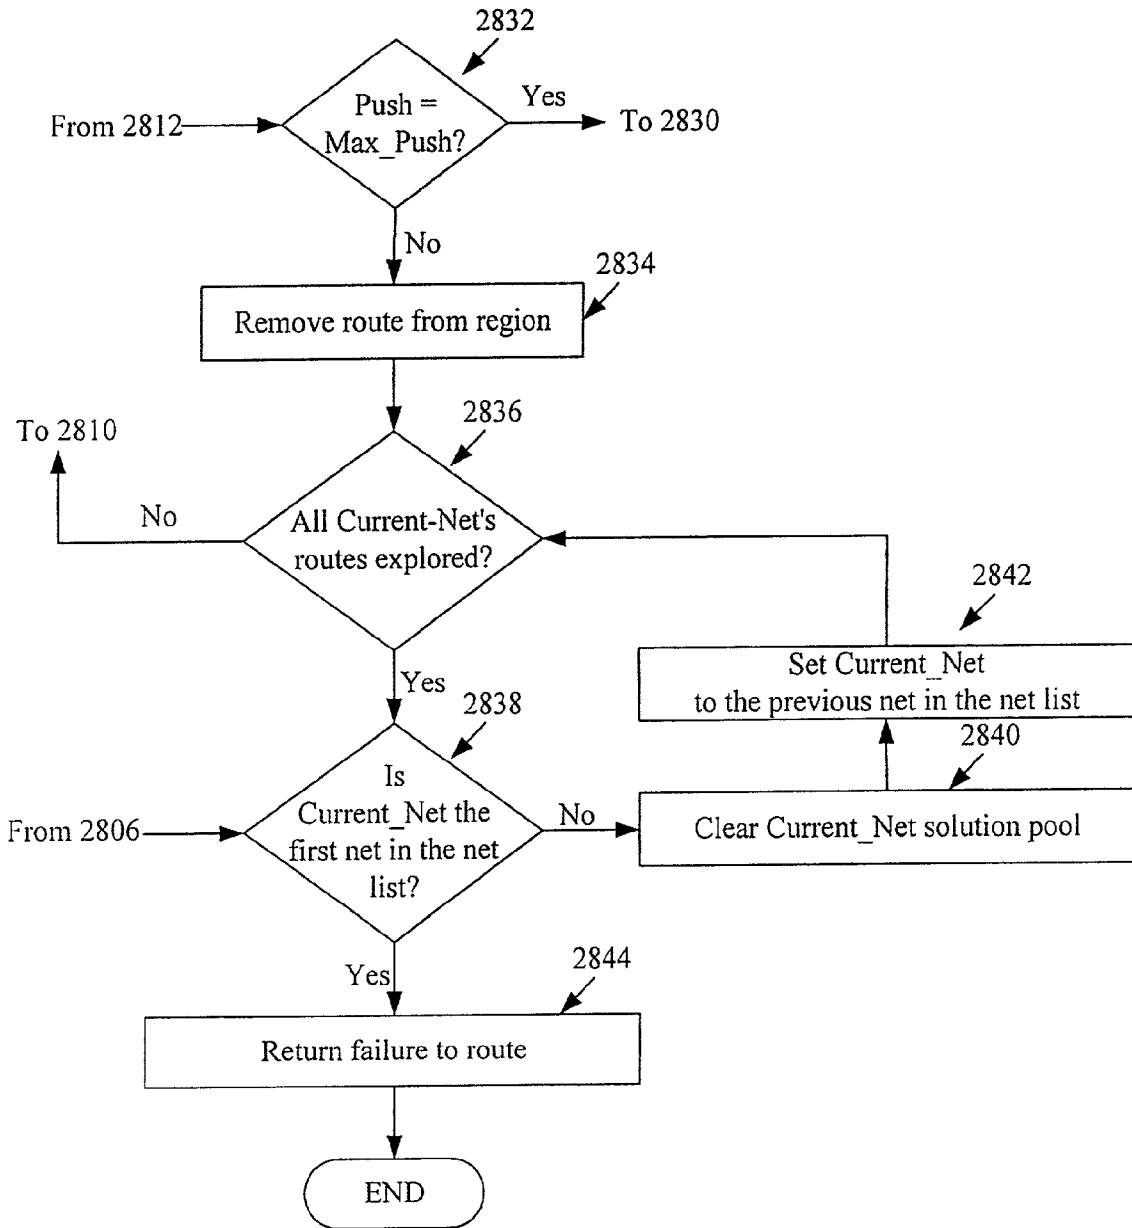 2832
Push =
Max_Push?
Yes
From 2812
To 2830
No
2834
Remove route from region
2836
To 2810
No
All Current-Net's
routes explored?
2842
Set Current_Net
to the previous net in the net list
Yes
2838
2840
Is
Current_Net the
first net in the net
list?
From 2806
No
Clear Current_Net solution pool
Yes
2844
Return failure to route
END